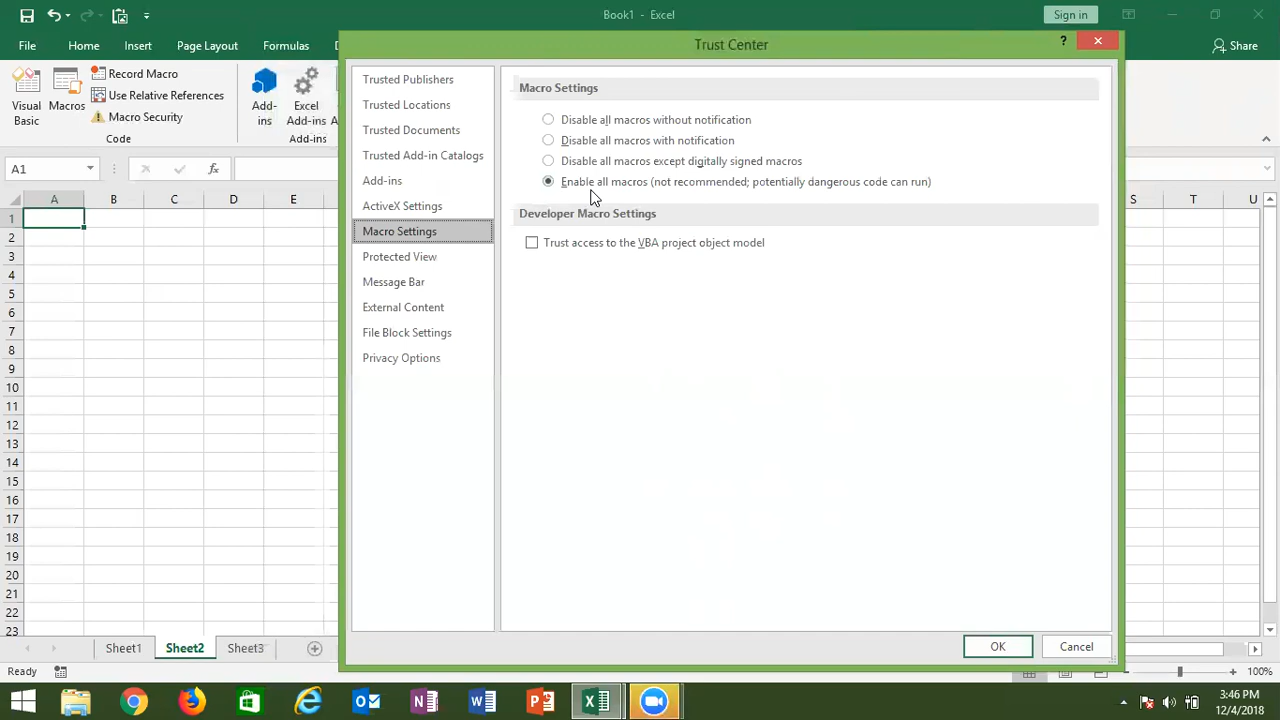 Book1 - Excel
Sign in
File
Home
Insert
Page Layout
Formulas
Share
Visual Basic
Macros
Record Macro
Use Relative References
Macro Security
Code
Add-ins
Excel Add-ins
Add-ins
Trust Center
?
Trusted Publishers
Trusted Locations
Trusted Documents
Trusted Add-in Catalogs
Add-ins
ActiveX Settings
Macro Settings
Protected View
Message Bar
External Content
File Block Settings
Privacy Options
Macro Settings
Disable all macros without notification
Disable all macros with notification
Disable all macros except digitally signed macros
Enable all macros (not recommended; potentially dangerous code can run)
Developer Macro Settings
Trust access to the VBA project object model
OK
Cancel
A1
fx
A B C D E S T U
1
2
3
4
5
6
7
8
9
10
11
12
13
14
15
16
17
18
19
20
21
22
23
Sheet1 Sheet2 Sheet3
Ready
100%
3:46 PM
12/4/2018